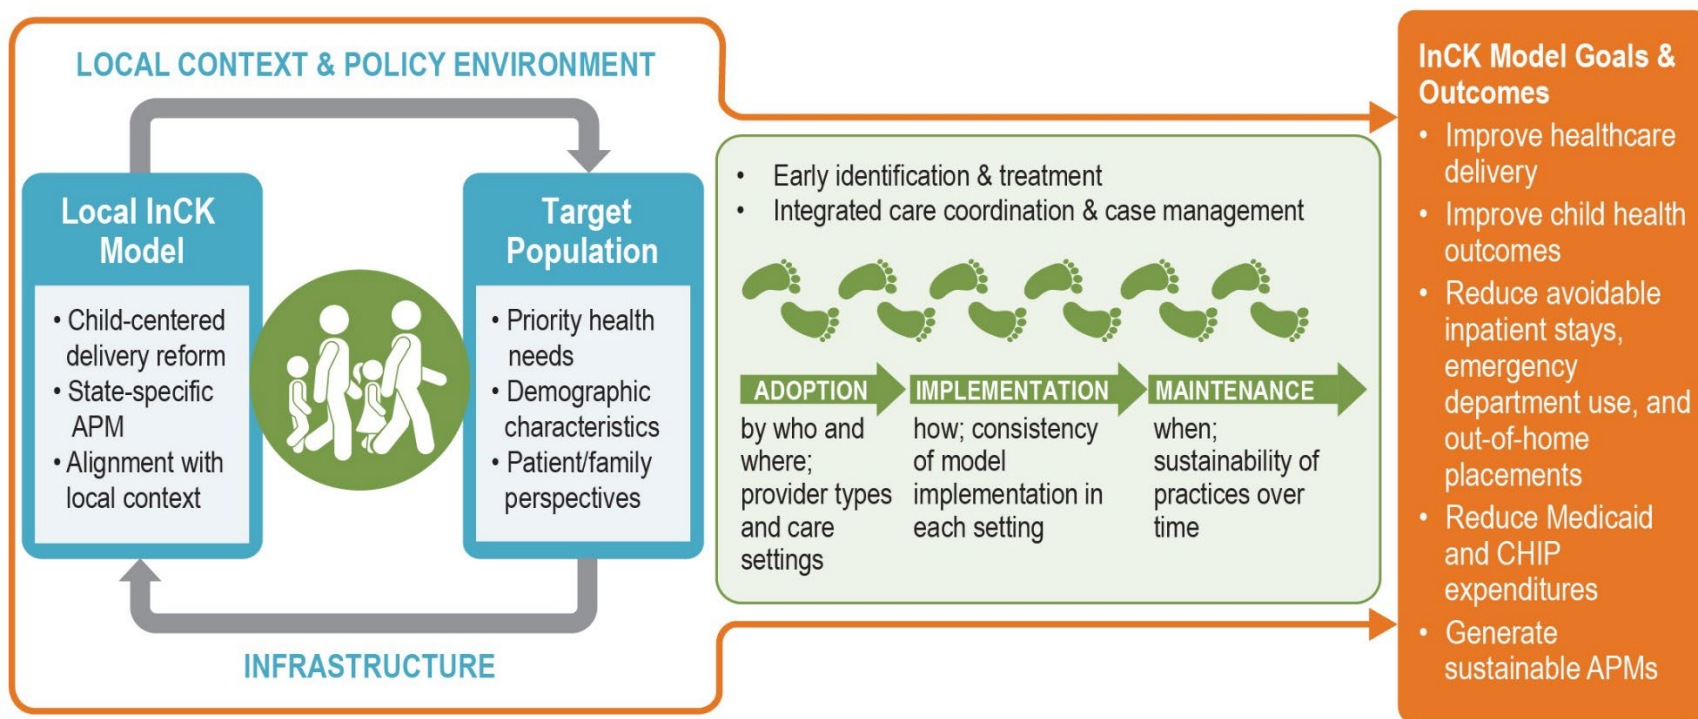 LOCAL CONTEXT & POLICY ENVIRONMENT
Local InCK
Model
• Child-centered
delivery reform
• State-specific
APM
• Alignment with
local context
Target
Population
• Priority health
needs
• Demographic
characteristics
• Patient/family
perspectives
INFRASTRUCTURE
• Early identification & treatment
• Integrated care coordination & case management
ADOPTION
by who and
where;
provider types
and care
settings
IMPLEMENTATION
how; consistency
of model
implementation in
each setting
MAINTENANCE
when;
sustainability of
practices over
time
InCK Model Goals &
Outcomes
• Improve healthcare
delivery
• Improve child health
outcomes
• Reduce avoidable
inpatient stays,
emergency
department use, and
out-of-home
placements
• Reduce Medicaid
and CHIP
expenditures
• Generate
sustainable APMs